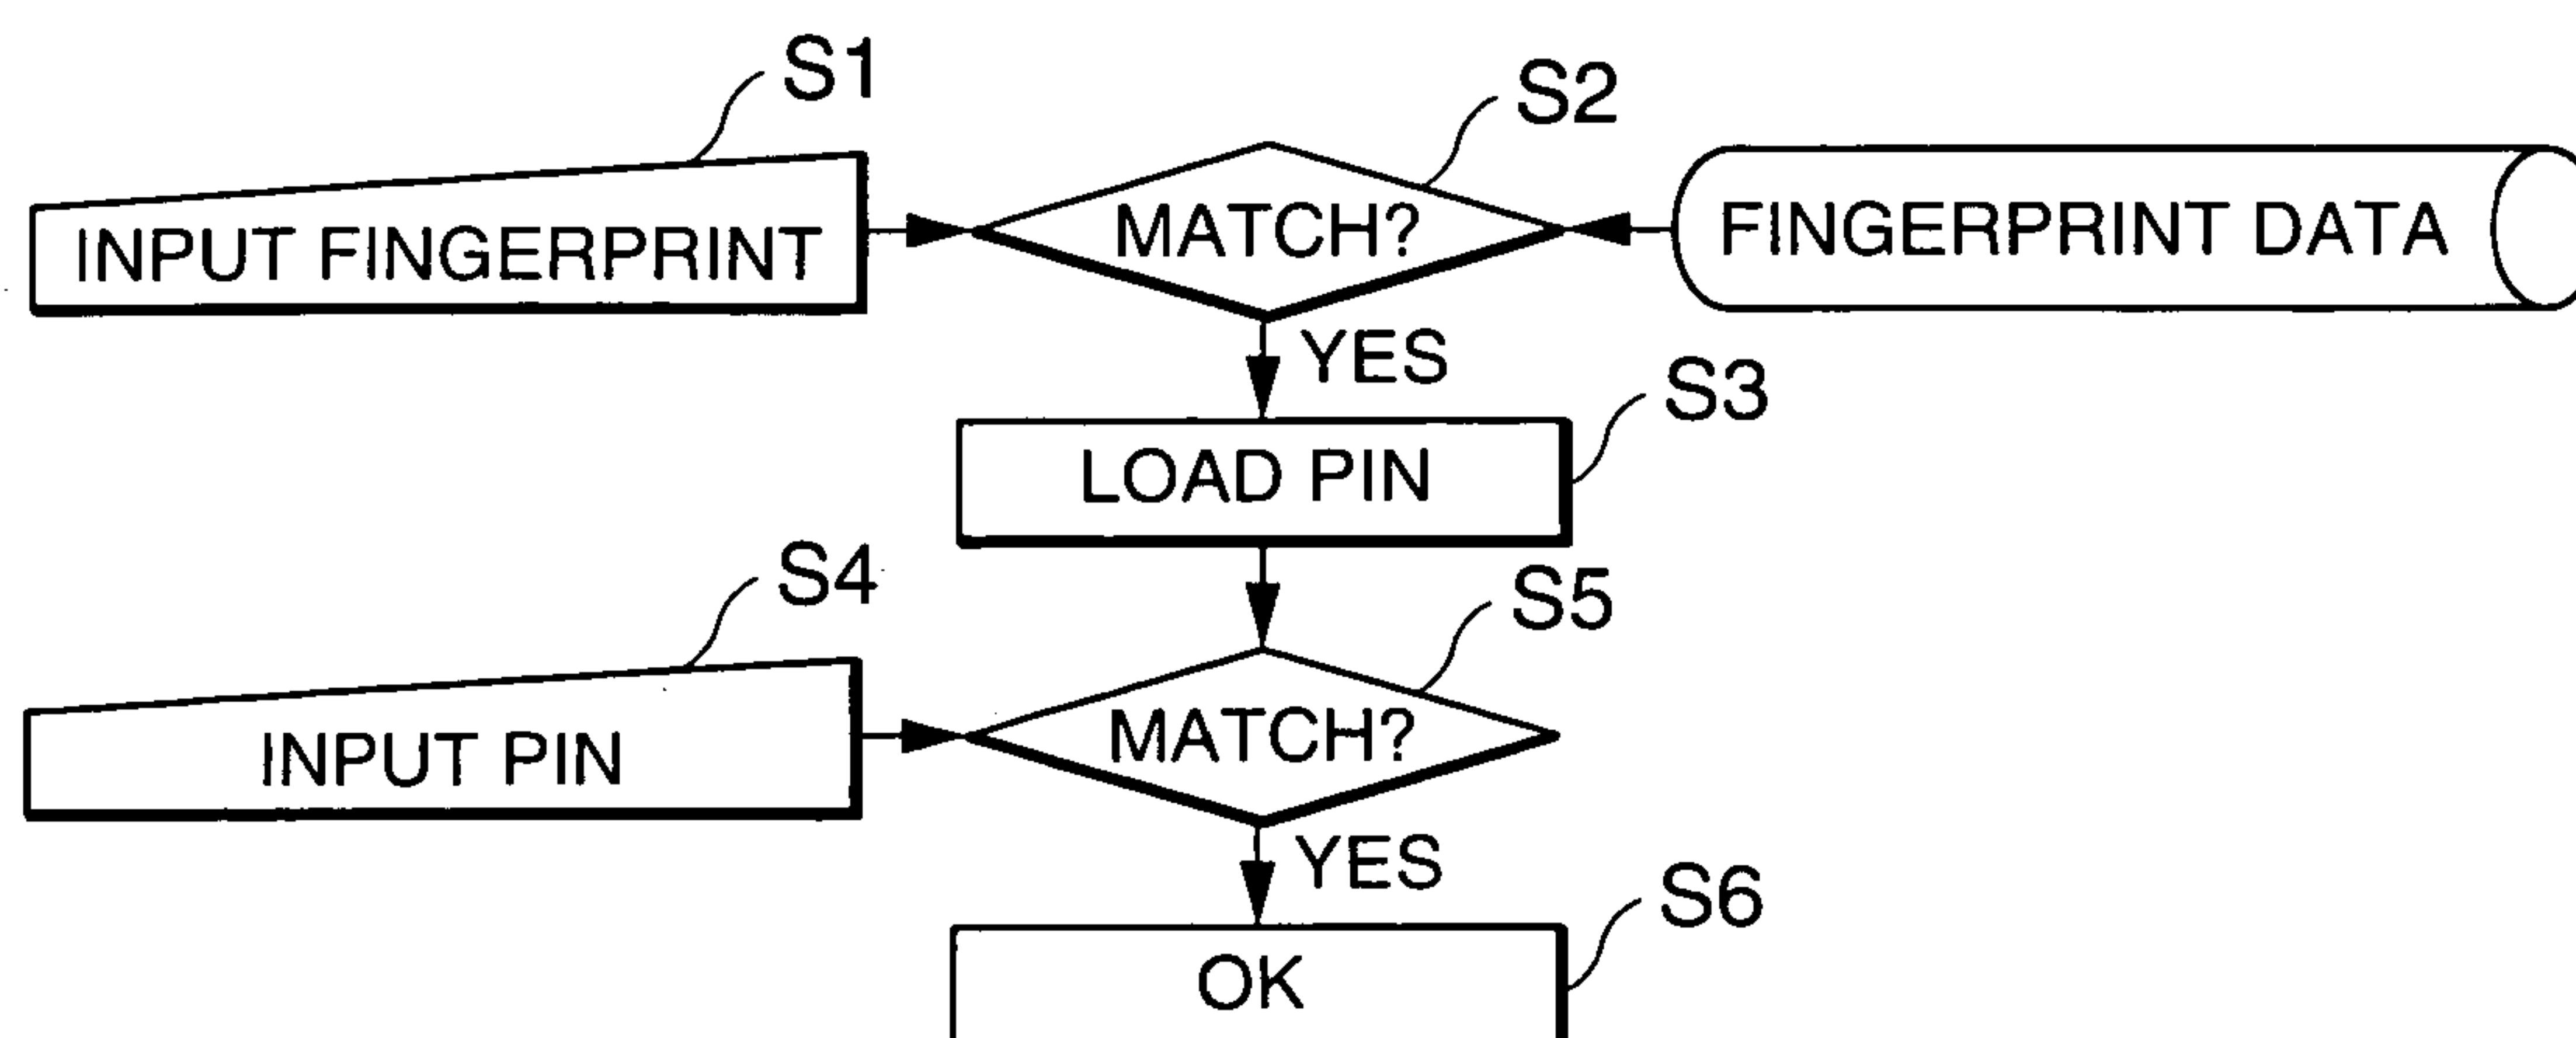 S1
S2
INPUT FINGERPRINT
MATCH?
FINGERPRINT DATA
YES
S3
LOAD PIN
S4
S5
INPUT PIN
MATCH?
YES
S6
OK